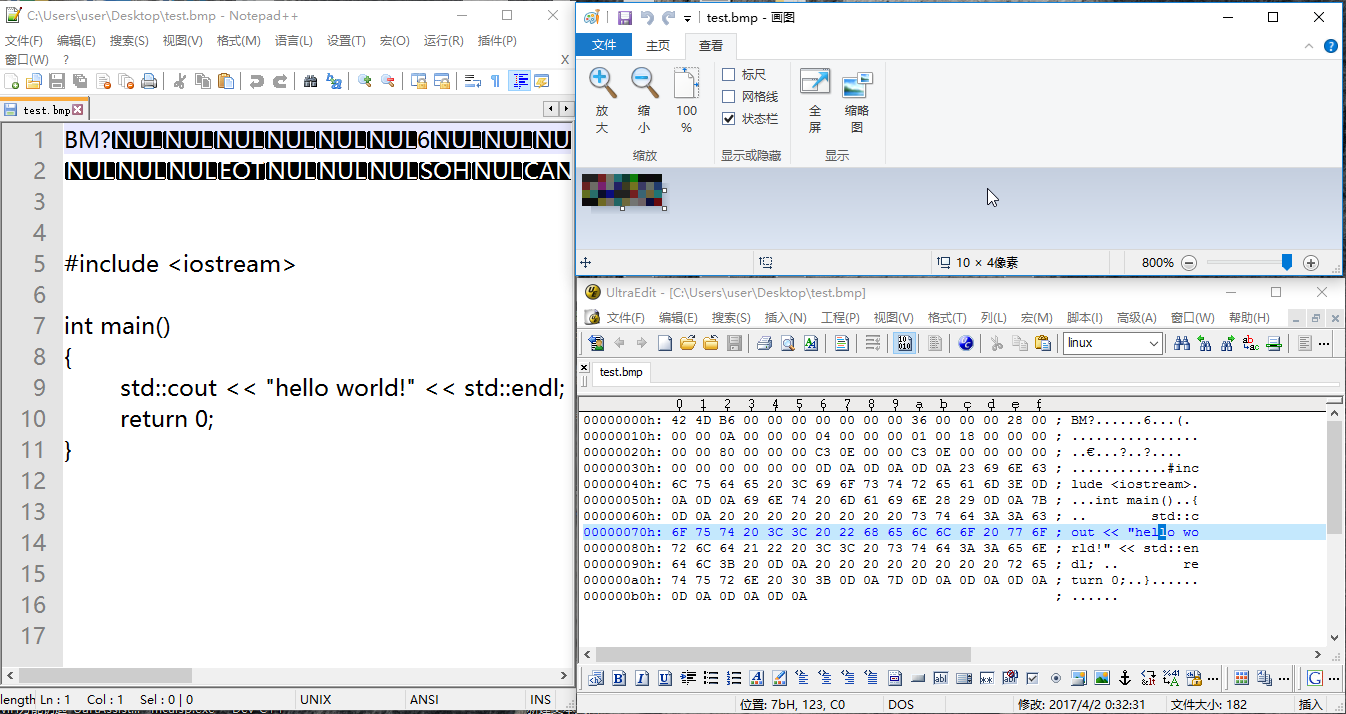 C:\Users\user\Desktop\test.bmp - Notepad++
文件(F) 编辑(E) 搜索(S) 视图(V) 格式(M) 语言(L) 设置(T) 宏(O) 运行(R) 插件(P)
窗口(W) ? X
test.bmp
1 BM?NULNULNULNULNULNUL6NULNULNU
2 NULNULNULEOTNULNULNULSOHNULCAN
3
4
5 #include <iostream>
6
7 int main()
8 {
9 std::cout << "hello world!" << std::endl;
10 return 0;
11 }
12
13
14
15
16
17
length Ln : 1 Col : 1 Sel : 0 | 0 UNIX ANSI INS
test.bmp - 画图
文件 主页 查看
放大 缩小 100% 标尺 网格线 状态栏 全屏 缩略图
缩放 显示或隐藏 显示
10 × 4像素 800%
UltraEdit - [C:\Users\user\Desktop\test.bmp]
文件(F) 编辑(E) 搜索(S) 插入(N) 工程(P) 视图(V) 格式(T) 列(L) 宏(M) 脚本(I) 高级(A) 窗口(W) 帮助(H)
linux
test.bmp
0 1 2 3 4 5 6 7 8 9 a b c d e f
00000000h: 42 4D B6 00 00 00 00 00 00 00 36 00 00 00 28 00 ; BM?......6...(.
00000010h: 00 00 0A 00 00 00 04 00 00 00 01 00 18 00 00 00 ; ................
00000020h: 00 00 80 00 00 00 C3 0E 00 00 C3 0E 00 00 00 00 ; ..€...?..?....
00000030h: 00 00 00 00 00 00 0D 0A 0D 0A 0D 0A 23 69 6E 63 ; ............#inc
00000040h: 6C 75 64 65 20 3C 69 6F 73 74 72 65 61 6D 3E 0D ; lude <iostream>.
00000050h: 0A 0D 0A 69 6E 74 20 6D 61 69 6E 28 29 0D 0A 7B ; ...int main()..{
00000060h: 0D 0A 20 20 20 20 20 20 20 20 73 74 64 3A 3A 63 ; .. std::c
00000070h: 6F 75 74 20 3C 3C 20 22 68 65 6C 6C 6F 20 77 6F ; out << "hello wo
00000080h: 72 6C 64 21 22 20 3C 3C 20 73 74 64 3A 3A 65 6E ; rld!" << std::en
00000090h: 64 6C 3B 20 0D 0A 20 20 20 20 20 20 20 20 72 65 ; dl; .. re
000000a0h: 74 75 72 6E 20 30 3B 0D 0A 7D 0D 0A 0D 0A 0D 0A ; turn 0;..}......
000000b0h: 0D 0A 0D 0A 0D 0A ; ......
位置: 7bH, 123, C0 DOS 修改: 2017/4/2 0:32:31 文件大小: 182 插入